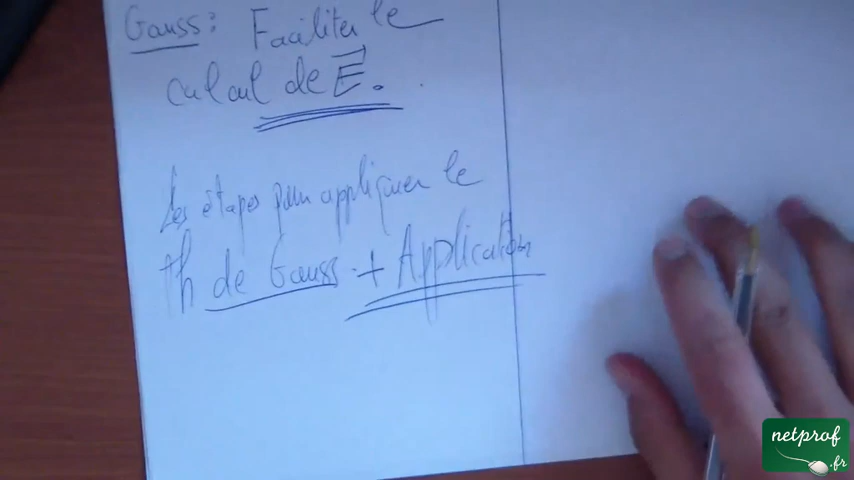 Gauss: Faciliter le
calcul de E.
Les étapes pour appliquer le
th de Gauss + Application
netprof
.fr